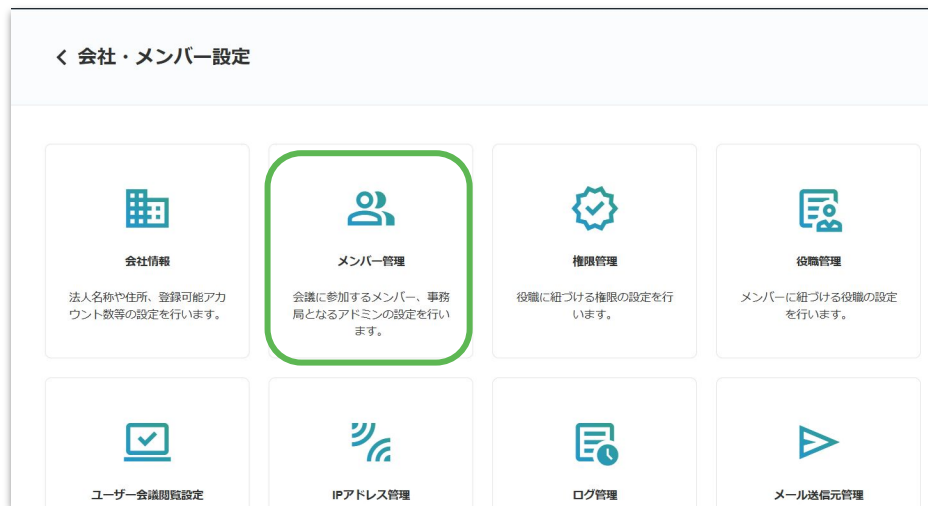 会社・メンバー設定
会社情報
法人名称や住所、登録可能アカ
ウント数等の設定を行います。
メンバー管理
会議に参加するメンバー、事務
局となるアドミンの設定を行い
ます。
権限管理
役職に紐づける権限の設定を行
います。
役職管理
メンバーに紐づける役職の設定
を行います。
ユーザー会議閲覧設定
IPアドレス管理
ログ管理
メール送信元管理